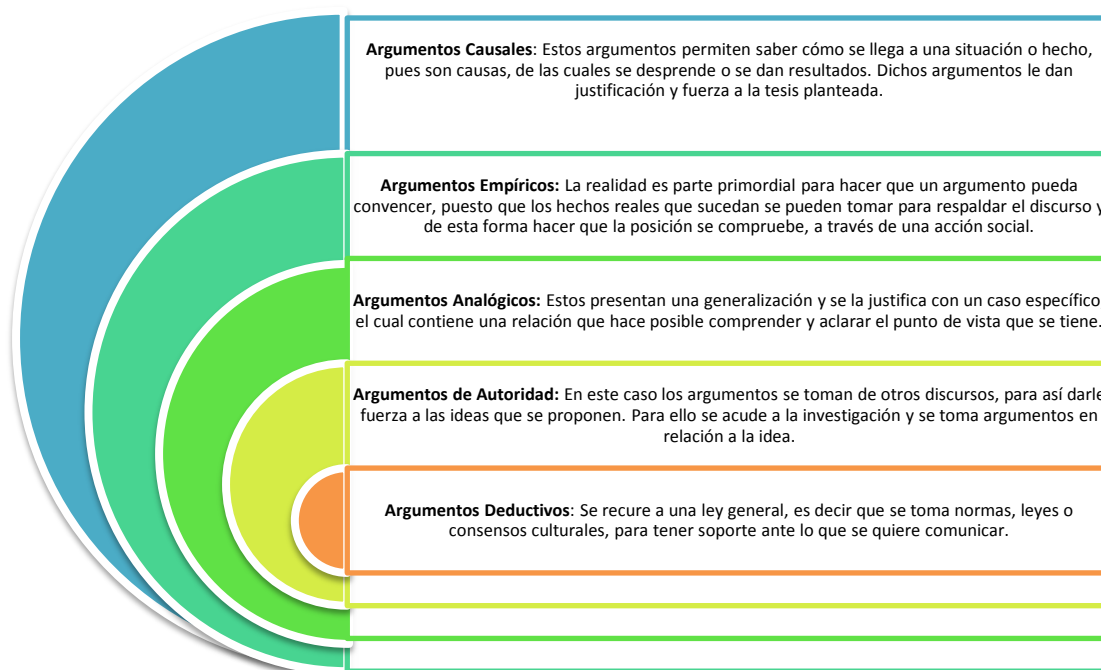 Argumentos Causales: Estos argumentos permiten saber cómo se llega a una situación o hecho,
pues son causas, de las cuales se desprende o se dan resultados. Dichos argumentos le dan
justificación y fuerza a la tesis planteada.
Argumentos Empíricos: La realidad es parte primordial para hacer que un argumento pueda
convencer, puesto que los hechos reales que sucedan se pueden tomar para respaldar el discurso y
de esta forma hacer que la posición se compruebe, a través de una acción social.
Argumentos Analógicos: Estos presentan una generalización y se la justifica con un caso específico
el cual contiene una relación que hace posible comprender y aclarar el punto de vista que se tiene.
Argumentos de Autoridad: En este caso los argumentos se toman de otros discursos, para así darle
fuerza a las ideas que se proponen. Para ello se acude a la investigación y se toma argumentos en
relación a la idea.
Argumentos Deductivos: Se recure a una ley general, es decir que se toma normas, leyes o
consensos culturales, para tener soporte ante lo que se quiere comunicar.